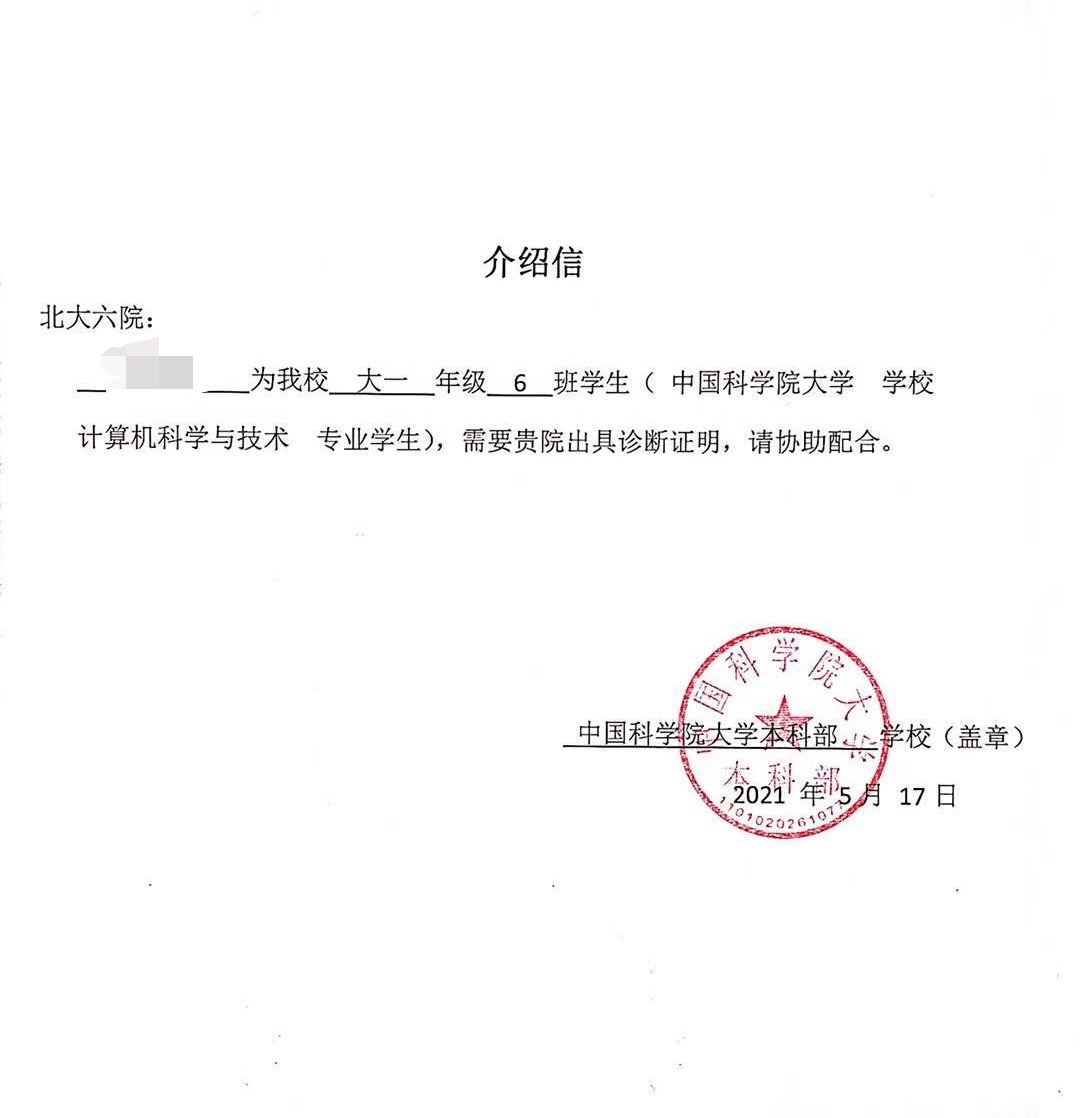 介绍信
北大六院：
为我校 大一 年级 6 班学生（ 中国科学院大学 学校
计算机科学与技术 专业学生），需要贵院出具诊断证明，请协助配合。
中国科学院大学本科部 学校（盖章）
2021 年 5 月 17 日
中国科学院大学
本科部